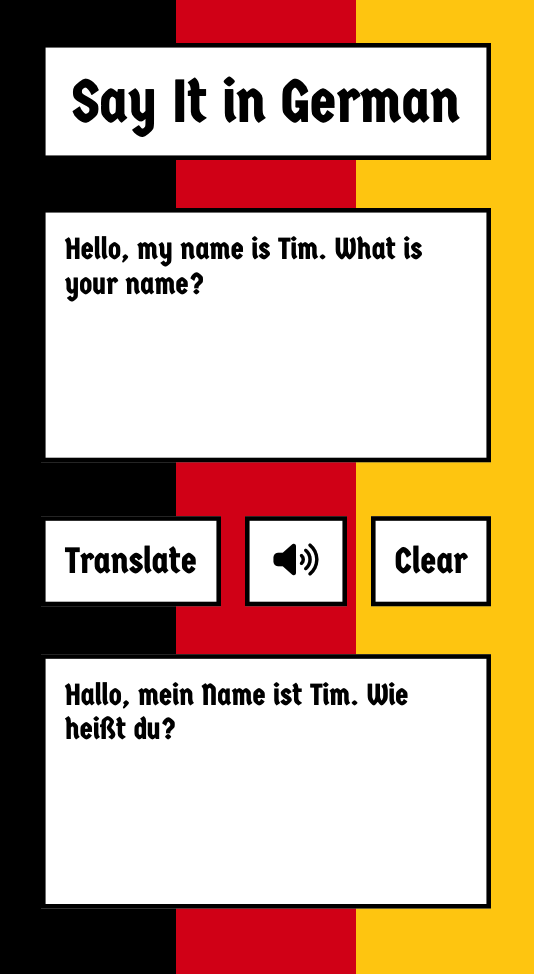 Say It in German
Hello, my name is Tim. What is
your name?
Translate
Clear
Hallo, mein Name ist Tim. Wie
heißt du?